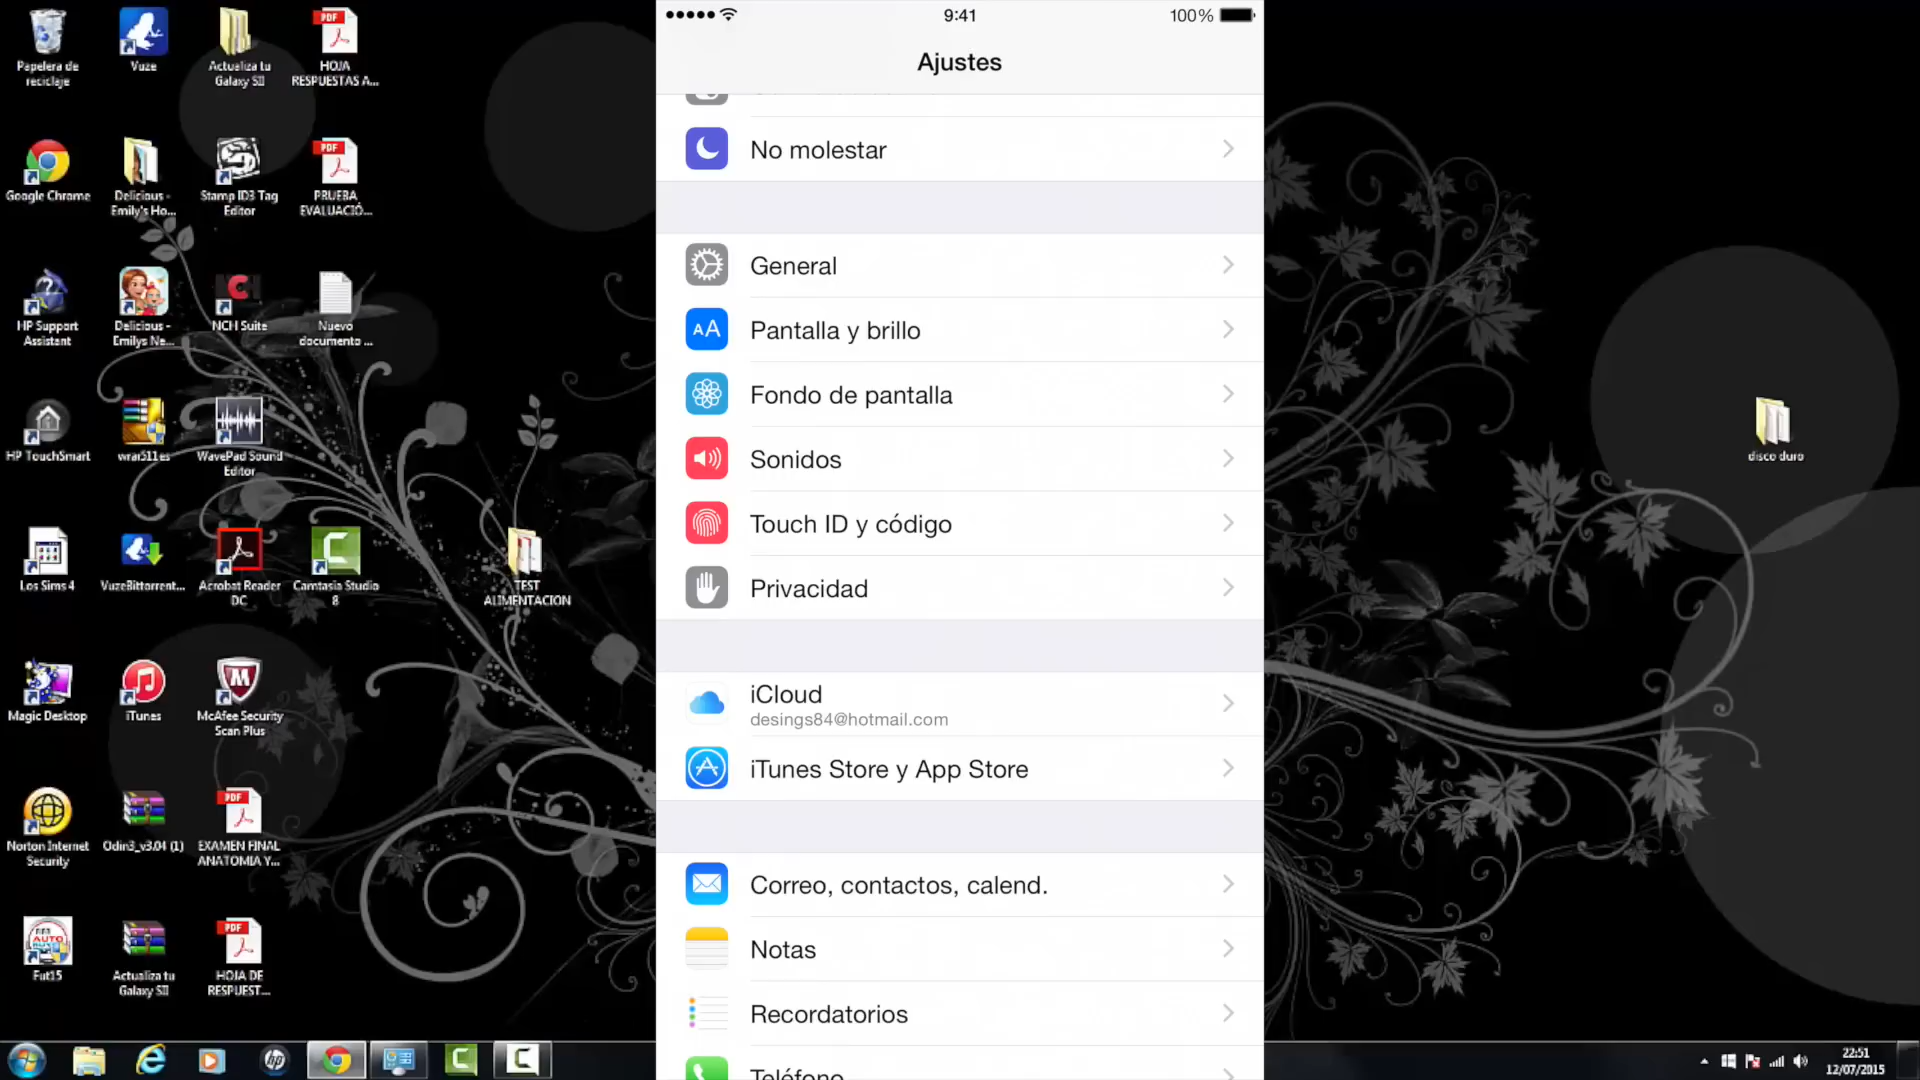 Papelera de
reciclaje
Vuze
Actualiza tu
Galaxy SII
HOJA
RESPUESTAS A...
Google Chrome
Delicious -
Emily's Ho...
Stamp ID3 Tag
Editor
PRUEBA
EVALUACIÓ...
HP Support
Assistant
Delicious -
Emilys Ne...
NCH Suite
Nuevo
documento ...
HP TouchSmart
wrar511es
WavePad Sound
Editor
Los Sims 4
VuzeBittorrent...
Acrobat Reader
DC
Camtasia Studio
8
TEST
ALIMENTACION
Magic Desktop
iTunes
McAfee Security
Scan Plus
Norton Internet
Security
Odin3_v3.04 (1)
EXAMEN FINAL
ANATOMIA Y...
Fut15
Actualiza tu
Galaxy SII
HOJA DE
RESPUEST...
9:41
100%
Ajustes
No molestar
General
AA
Pantalla y brillo
Fondo de pantalla
Sonidos
Touch ID y código
Privacidad
iCloud
desings84@hotmail.com
iTunes Store y App Store
Correo, contactos, calend.
Notas
Recordatorios
Teléfono
disco duro
22:51
12/07/2015